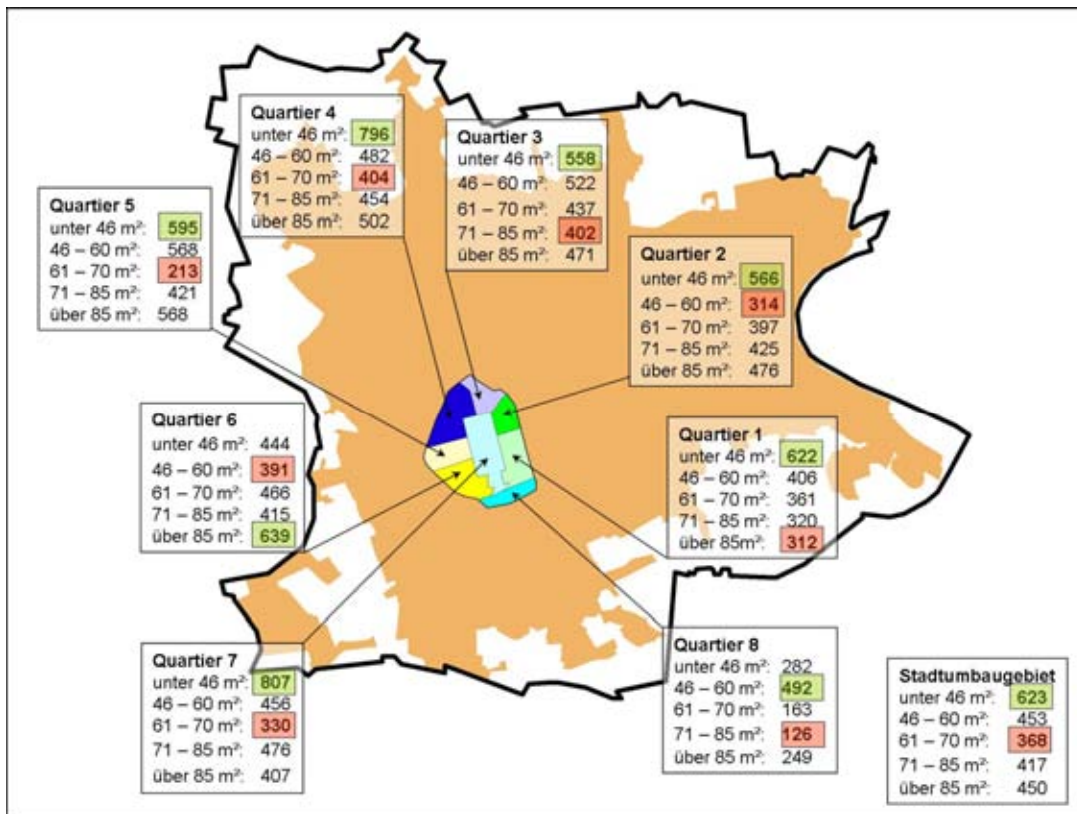 Quartier 4
unter 46 m²: 796
46 – 60 m²: 482
61 – 70 m²: 404
71 – 85 m²: 454
über 85 m²: 502
Quartier 3
unter 46 m²: 558
46 – 60 m²: 522
61 – 70 m²: 437
71 – 85 m²: 402
über 85 m²: 471
Quartier 5
unter 46 m²: 595
46 – 60 m²: 568
61 – 70 m²: 213
71 – 85 m²: 421
über 85 m²: 568
Quartier 2
unter 46 m²: 566
46 – 60 m²: 314
61 – 70 m²: 397
71 – 85 m²: 425
über 85 m²: 476
Quartier 6
unter 46 m²: 444
46 – 60 m²: 391
61 – 70 m²: 466
71 – 85 m²: 415
über 85 m²: 639
Quartier 1
unter 46 m²: 622
46 – 60 m²: 406
61 – 70 m²: 361
71 – 85 m²: 320
über 85m²: 312
Quartier 7
unter 46 m²: 807
46 – 60 m²: 456
61 – 70 m²: 330
71 – 85 m²: 476
über 85 m²: 407
Quartier 8
unter 46 m²: 282
46 – 60 m²: 492
61 – 70 m²: 163
71 – 85 m²: 126
über 85 m²: 249
Stadtumbaugebiet
unter 46 m²: 623
46 – 60 m²: 453
61 – 70 m²: 368
71 – 85 m²: 417
über 85 m²: 450